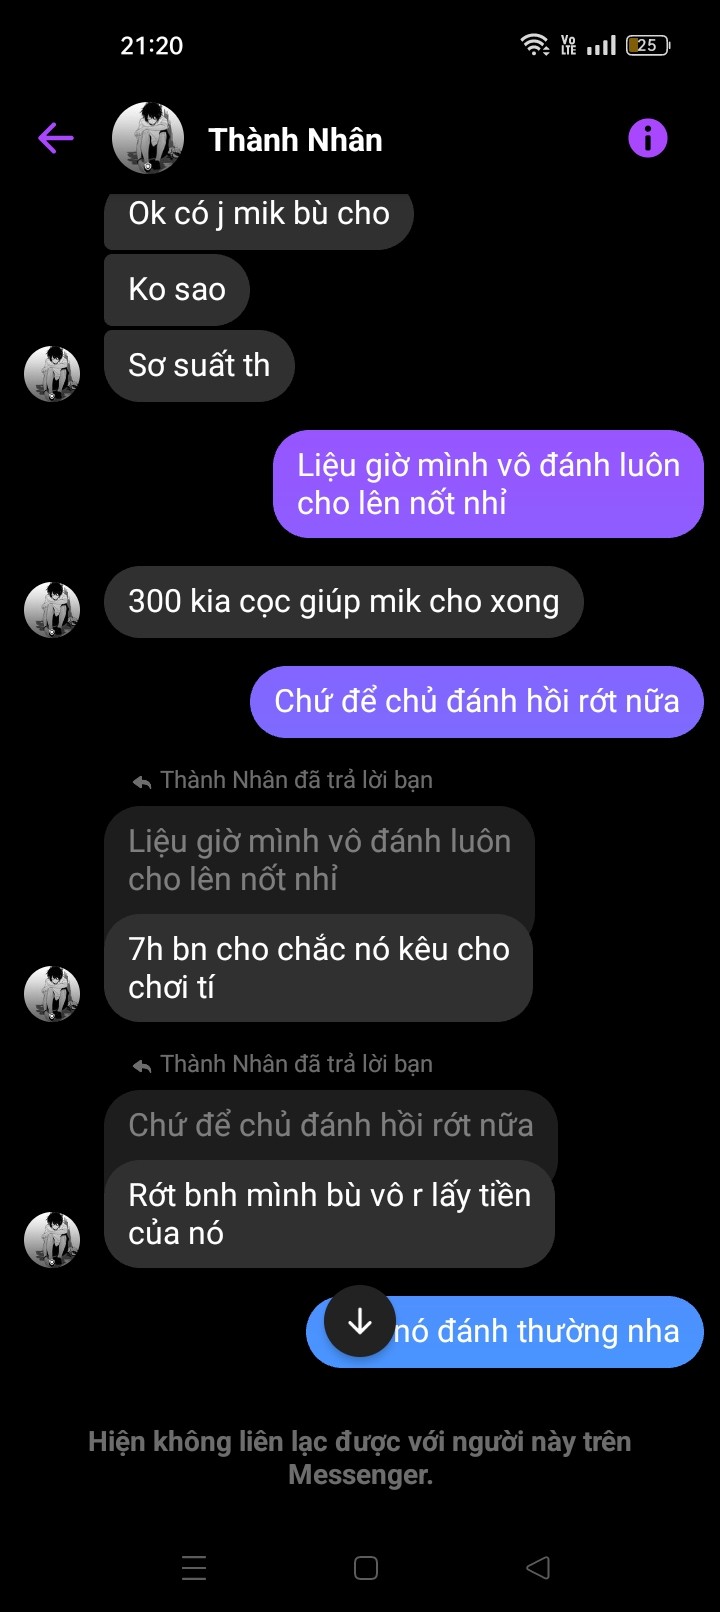 21:20
Vo
LTE
25
Thành Nhân
Ok có j mik bù cho
Ko sao
Sơ suất th
Liệu giờ mình vô đánh luôn
cho lên nốt nhỉ
300 kia cọc giúp mik cho xong
Chứ để chủ đánh hồi rớt nữa
Thành Nhân đã trả lời bạn
Liệu giờ mình vô đánh luôn
cho lên nốt nhỉ
7h bn cho chắc nó kêu cho
chơi tí
Thành Nhân đã trả lời bạn
Chứ để chủ đánh hồi rớt nữa
Rớt bnh mình bù vô r lấy tiền
của nó
nó đánh thường nha
Hiện không liên lạc được với người này trên
Messenger.